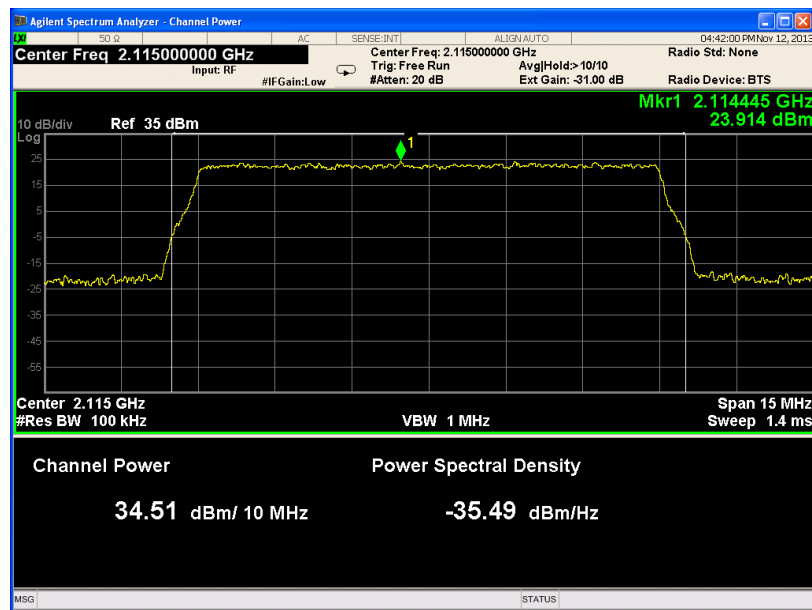 Agilent Spectrum Analyzer - Channel Power
LXI 50 Ω AC SENSE:INT ALIGN AUTO 04:42:00 PM Nov 12, 2013
Center Freq 2.115000000 GHz Center Freq: 2.115000000 GHz Radio Std: None
Input: RF Trig: Free Run Avg|Hold:>10/10
#IFGain:Low #Atten: 20 dB Ext Gain: -31.00 dB Radio Device: BTS
Mkr1 2.114445 GHz
23.914 dBm
10 dB/div Ref 35 dBm
Log
1
25
15
5
-5
-15
-25
-35
-45
-55
Center 2.115 GHz Span 15 MHz
#Res BW 100 kHz VBW 1 MHz Sweep 1.4 ms
Channel Power Power Spectral Density
34.51 dBm/ 10 MHz -35.49 dBm/Hz
MSG STATUS